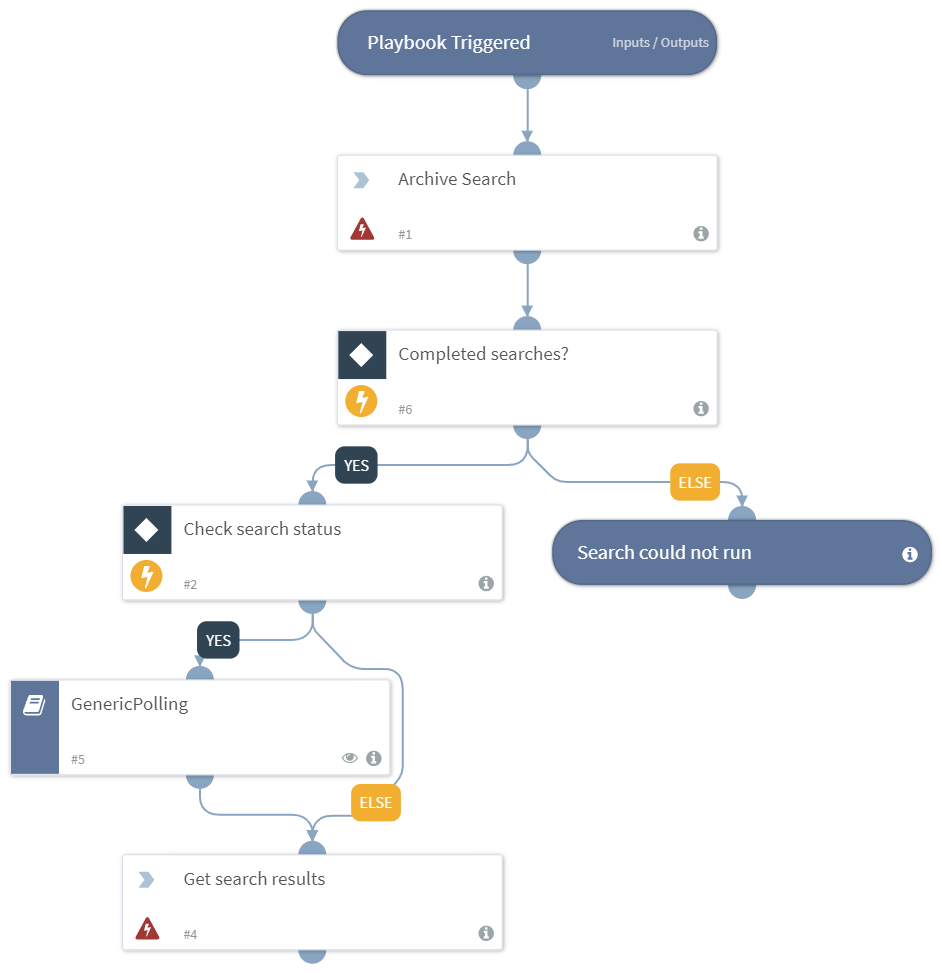 Playbook Triggered
Inputs / Outputs
Archive Search
#1
Completed searches?
#6
YES
ELSE
Check search status
#2
Search could not run
YES
GenericPolling
#5
ELSE
Get search results
#4